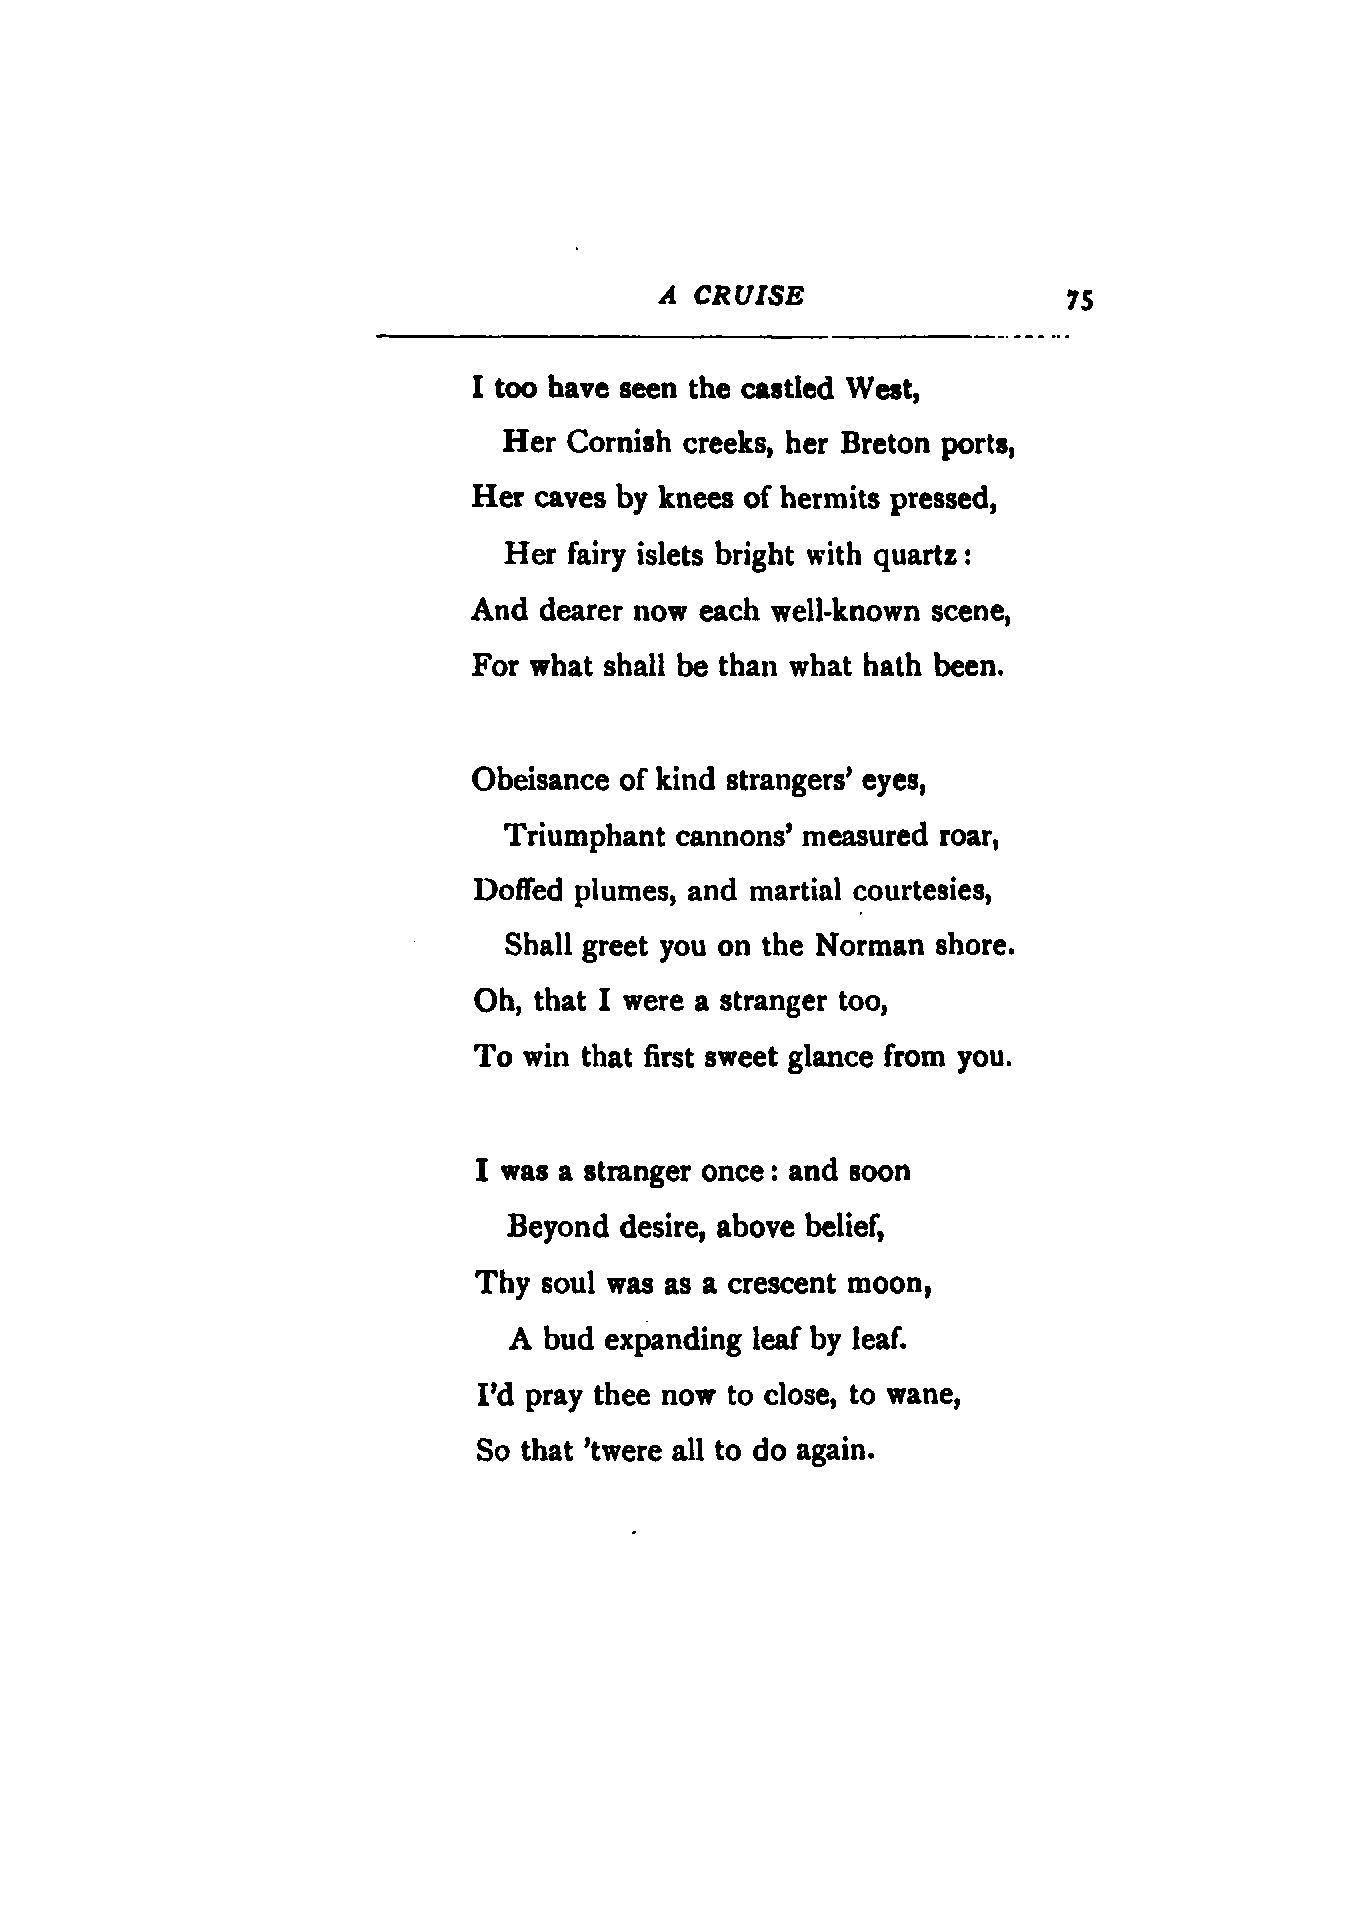 A CRUISE 75
I too have seen the castled West,
Her Cornish creeks, her Breton ports,
Her caves by knees of hermits pressed,
Her fairy islets bright with quartz :
And dearer now each well-known scene,
For what shall be than what hath been.
Obeisance of kind strangers' eyes,
Triumphant cannons' measured roar,
Doffed plumes, and martial courtesies,
Shall greet you on the Norman shore.
Oh, that I were a stranger too,
To win that first sweet glance from you.
I was a stranger once : and soon
Beyond desire, above belief,
Thy soul was as a crescent moon,
A bud expanding leaf by leaf.
I'd pray thee now to close, to wane,
So that 'twere all to do again.